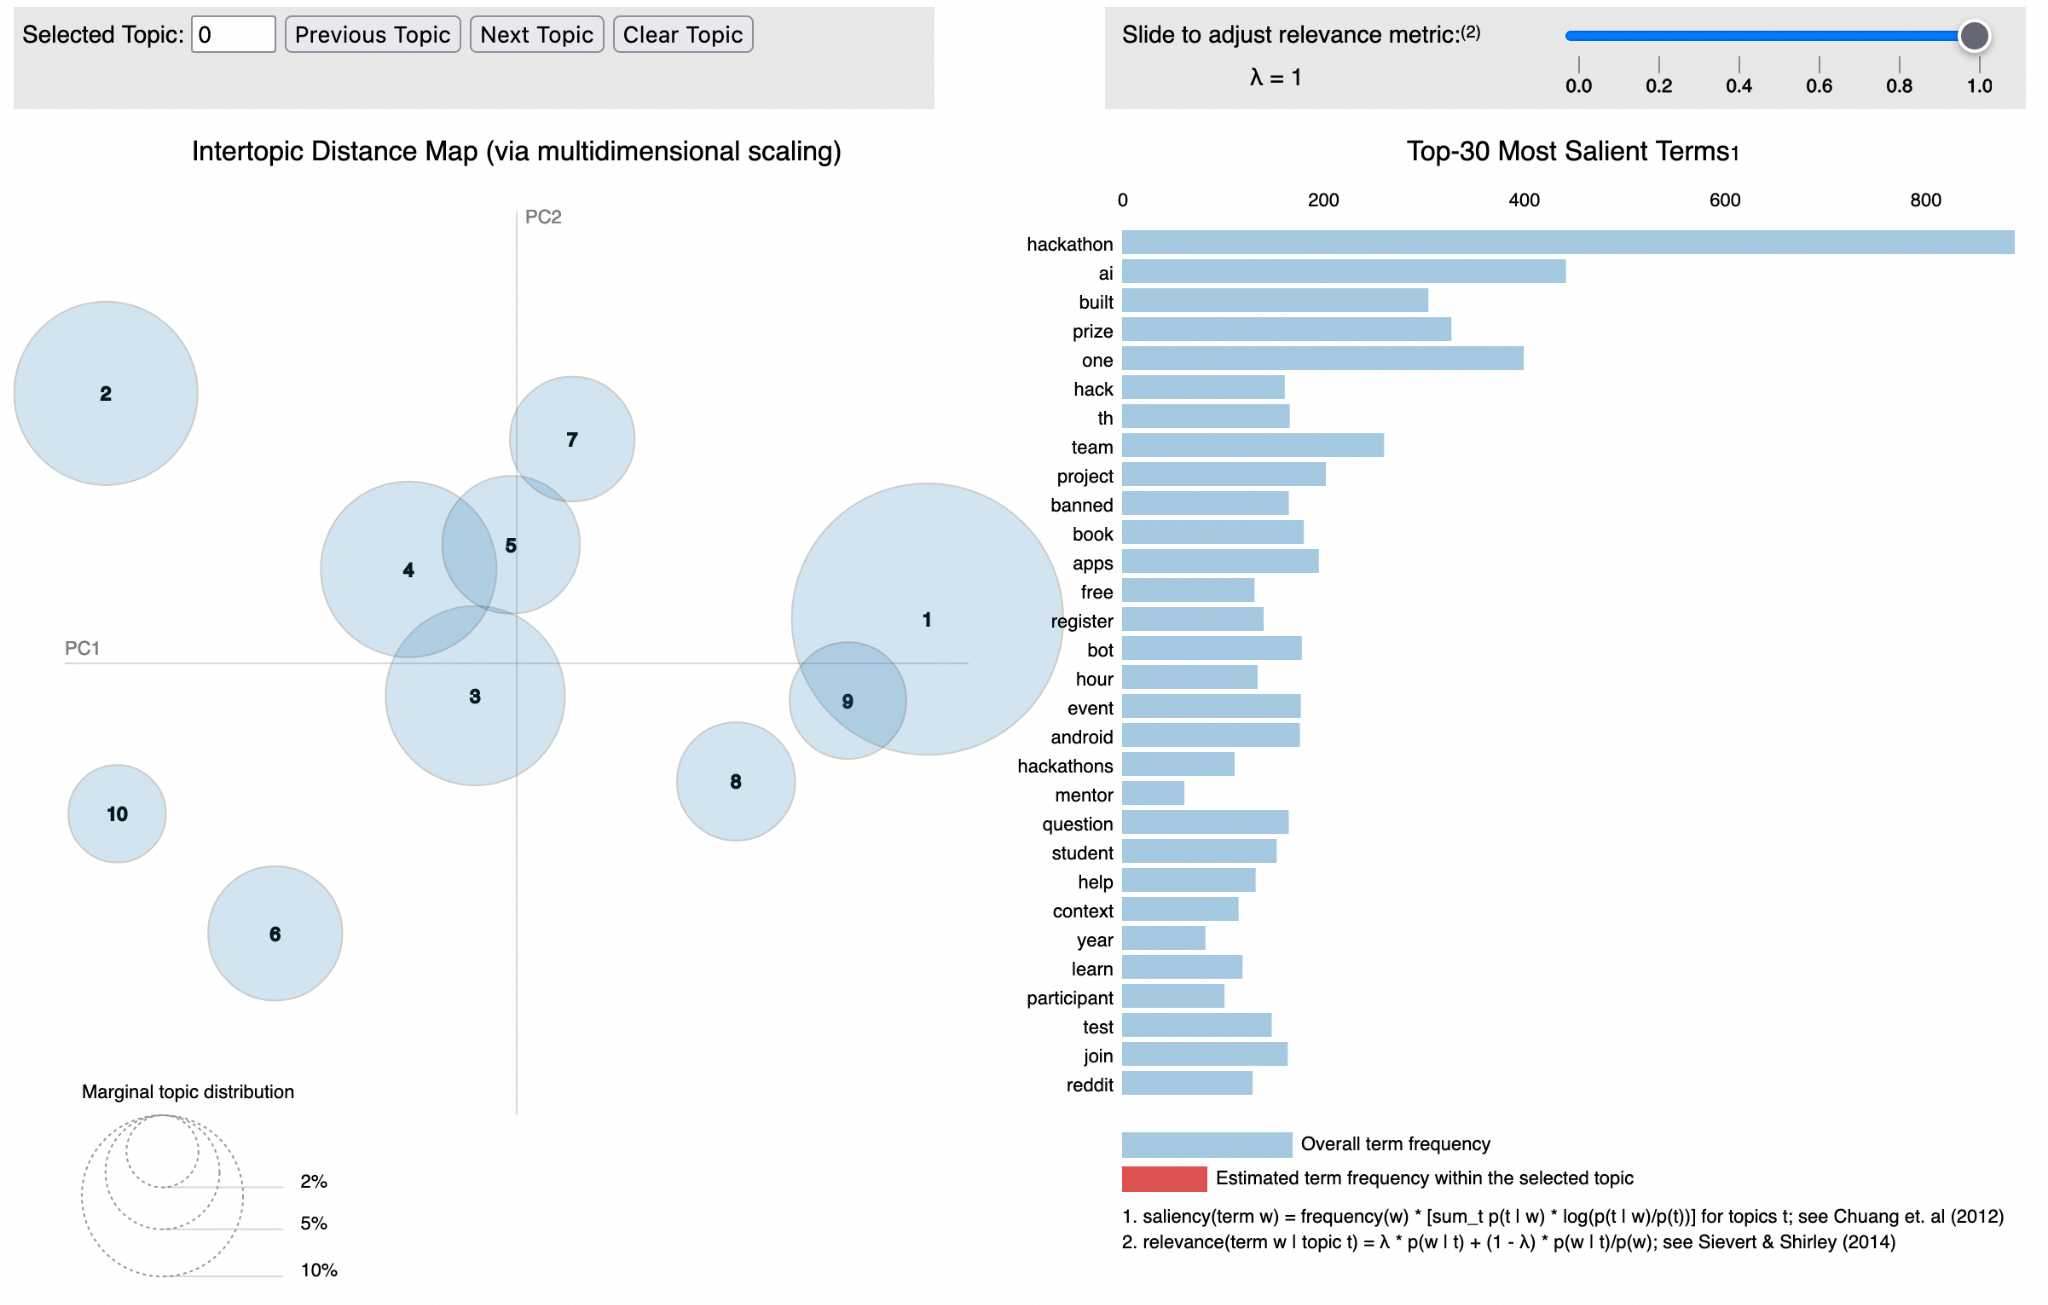 Selected Topic: 0 Previous Topic Next Topic Clear Topic
Slide to adjust relevance metric:(2)
λ = 1
0.0 0.2 0.4 0.6 0.8 1.0
Intertopic Distance Map (via multidimensional scaling)
PC2
PC1
2
7
5
4
1
3
9
8
10
6
Marginal topic distribution
2%
5%
10%
Top-30 Most Salient Terms1
0 200 400 600 800
hackathon
ai
built
prize
one
hack
th
team
project
banned
book
apps
free
register
bot
hour
event
android
hackathons
mentor
question
student
help
context
year
learn
participant
test
join
reddit
Overall term frequency
Estimated term frequency within the selected topic
1. saliency(term w) = frequency(w) * [sum_t p(t | w) * log(p(t | w)/p(t))] for topics t; see Chuang et. al (2012)
2. relevance(term w | topic t) = λ * p(w | t) + (1 - λ) * p(w | t)/p(w); see Sievert & Shirley (2014)